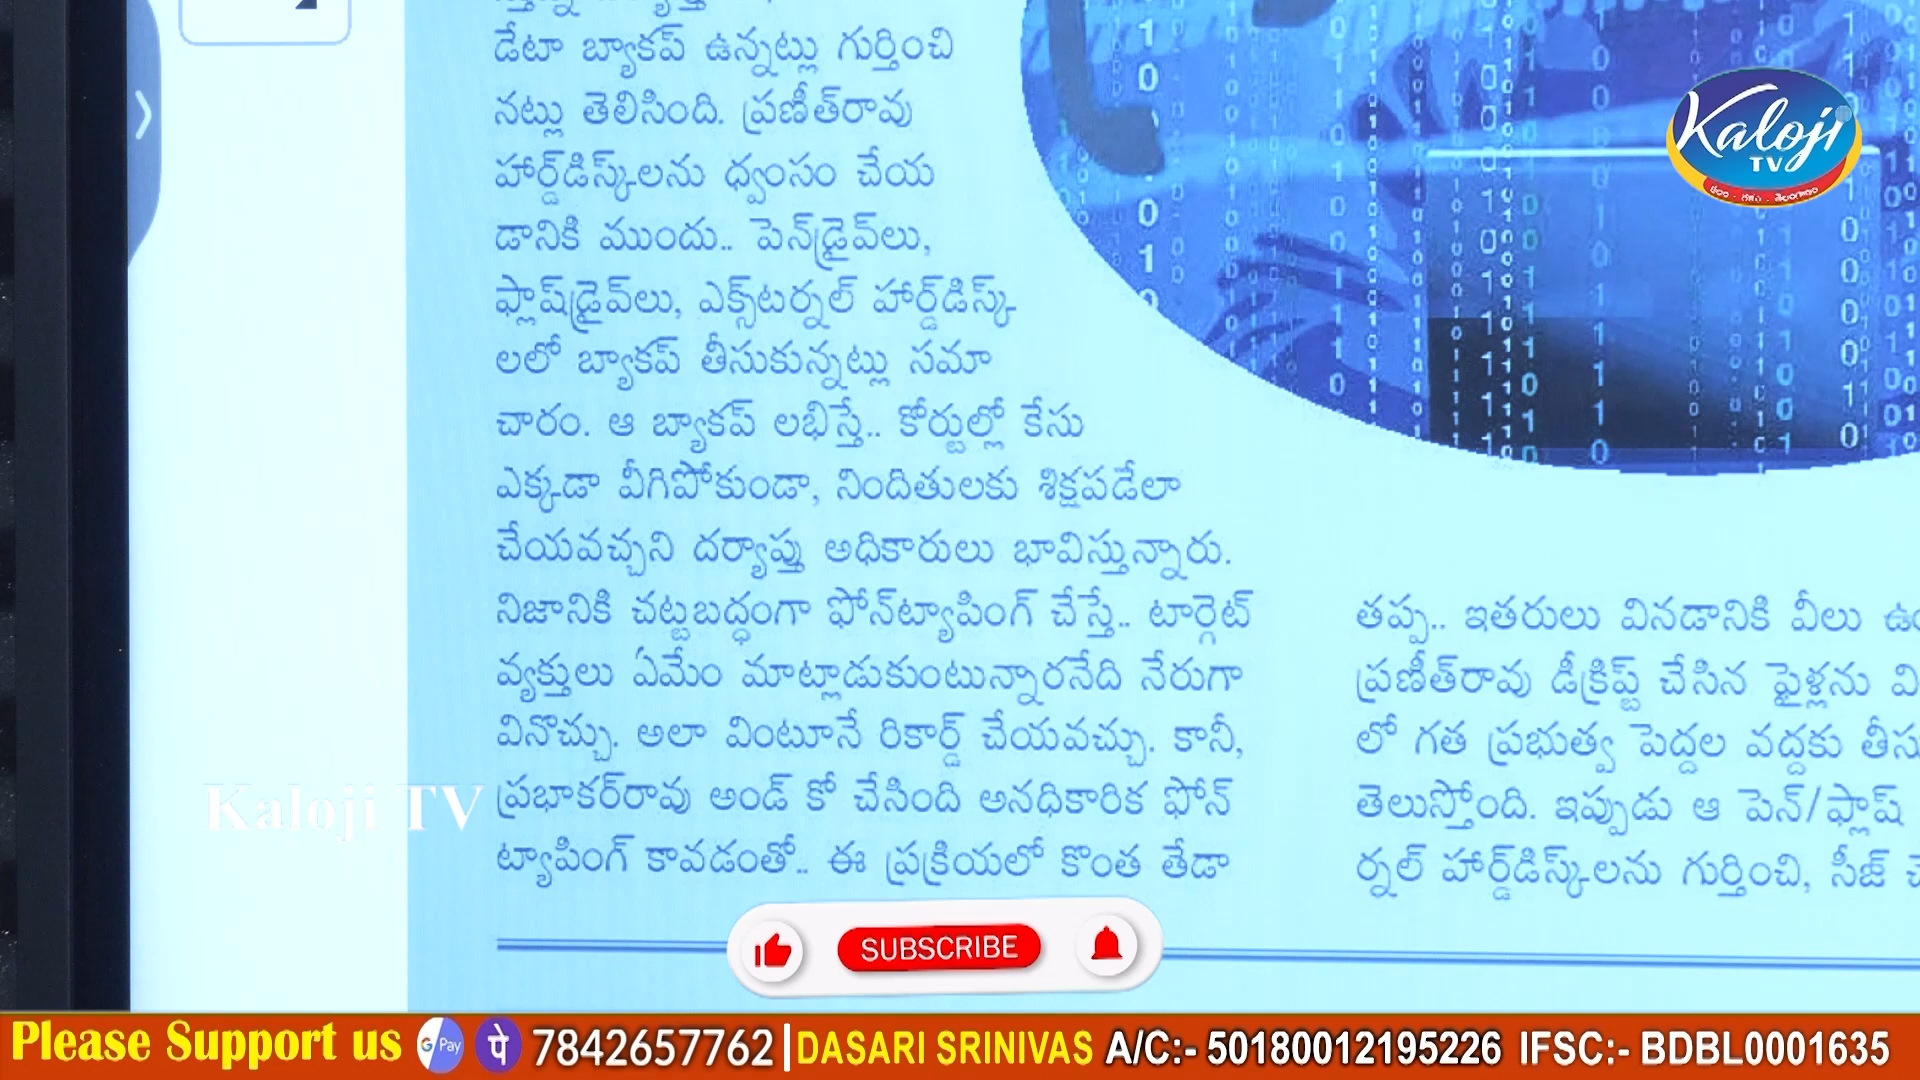 డేటా బ్యాకప్ ఉన్నట్లు గుర్తించి
నట్లు తెలిసింది. ప్రణీత్‌రావు
హార్డ్‌డిస్క్‌లను ధ్వంసం చేయ
డానికి ముందు.. పెన్‌డ్రైవ్‌లు,
ఫ్లాష్‌డ్రైవ్‌లు, ఎక్స్‌టర్నల్ హార్డ్‌డిస్క్
లలో బ్యాకప్ తీసుకున్నట్లు సమా
చారం. ఆ బ్యాకప్ లభిస్తే.. కోర్టుల్లో కేసు
ఎక్కడా వీగిపోకుండా, నిందితులకు శిక్షపడేలా
చేయవచ్చని దర్యాప్తు అధికారులు భావిస్తున్నారు.
నిజానికి చట్టబద్ధంగా ఫోన్‌ట్యాపింగ్ చేస్తే.. టార్గెట్
వ్యక్తులు ఏమేం మాట్లాడుకుంటున్నారనేది నేరుగా
వినొచ్చు. అలా వింటూనే రికార్డ్ చేయవచ్చు. కానీ,
ప్రభాకర్‌రావు అండ్ కో చేసింది అనధికారిక ఫోన్
ట్యాపింగ్ కావడంతో.. ఈ ప్రక్రియలో కొంత తేడా
తప్ప.. ఇతరులు వినడానికి వీలు
ప్రణీత్‌రావు డీక్రిప్ట్ చేసిన ఫైళ్లను
లో గత ప్రభుత్వ పెద్దల వద్దకు
తెలుస్తోంది. ఇప్పుడు ఆ పెన్/ఫ్లాష్
ర్నల్ హార్డ్‌డిస్క్‌లను గుర్తించి, సీజ్
Kaloji
TV
Kaloji TV
SUBSCRIBE
Please Support us G Pay पे 7842657762 | DASARI SRINIVAS A/C:- 50180012195226 IFSC:- BDBL0001635